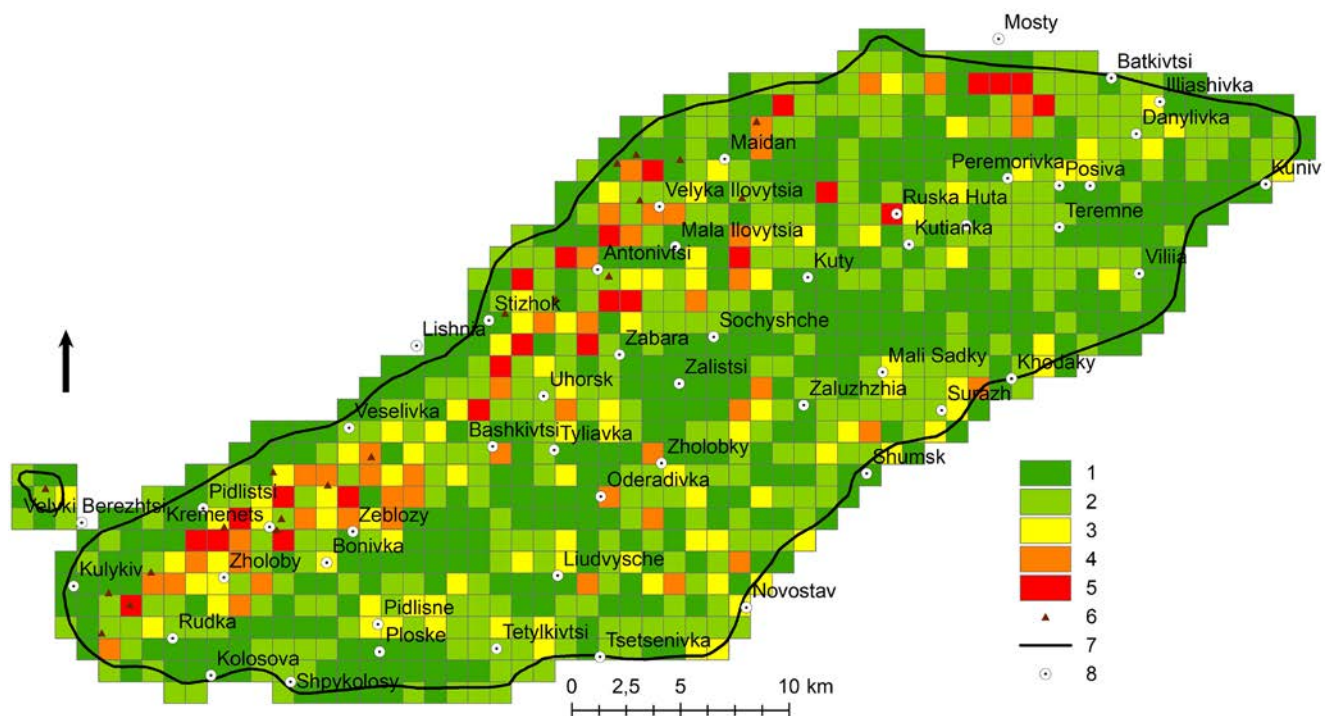 Mosty
Batkivtsi
Illiashivka
Danylivka
Maidan
Peremorivka
Posiva
Kuniv
Velyka Ilovytsia
Ruska Huta
Teremne
Mala Ilovytsia
Kutianka
Antonivtsi
Kuty
Viliia
Stizhok
Lishnia
Sochyshche
Zabara
Mali Sadky
Khodaky
Zalistsi
Uhorsk
Zaluzhzhia
Surazh
Veselivka
Bashkivtsi
Tyliavka
Zholobky
Shumsk
1
Oderadivka
2
Pidlistsi
Velyki Berezhtsi
Kremenets
Zeblozy
3
Bonivka
4
Kulykiv
Zholoby
Liudvysche
5
Novostav
6
Pidlisne
Rudka
Ploske
Tetylkivtsi
Tsetsenivka
7
Kolosova
Shpykolosy
8
0 2,5 5 10 km